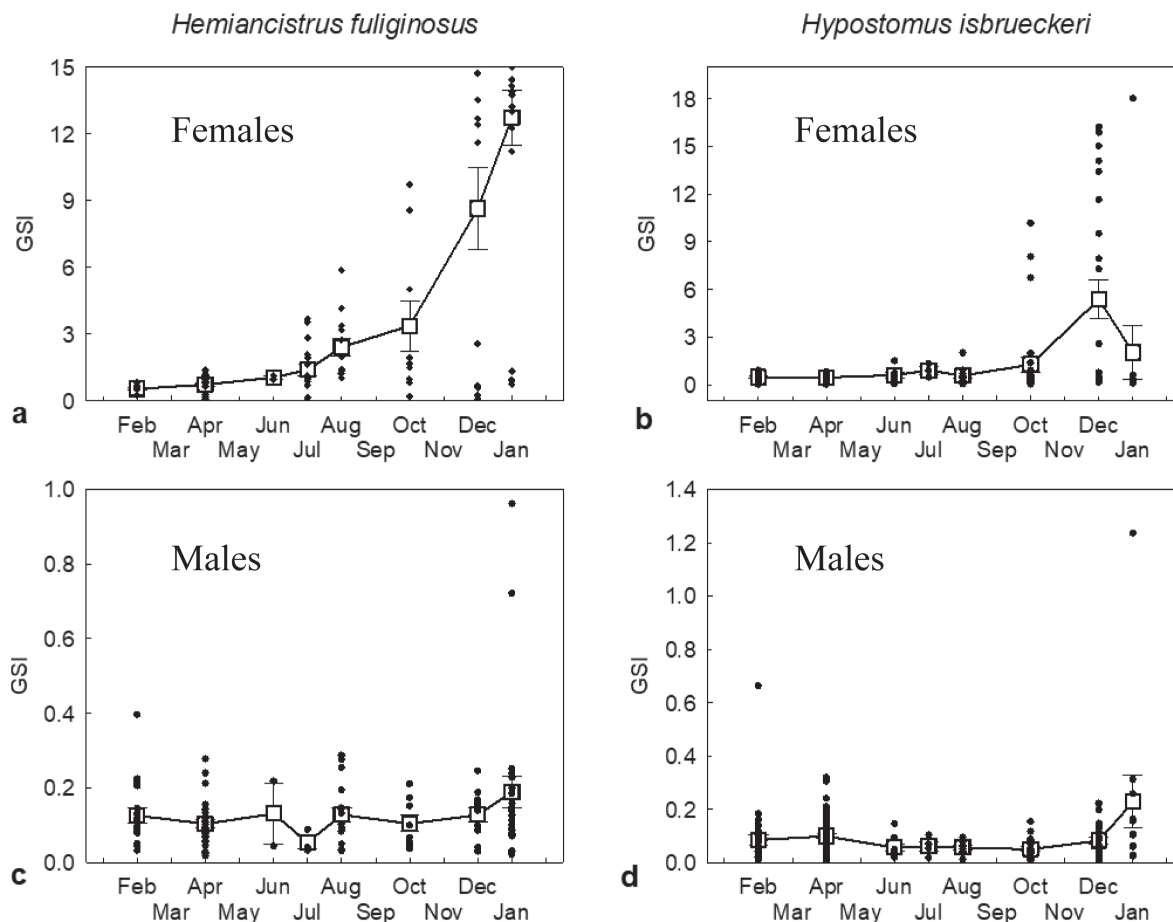 Hemiancistrus fuliginosus
Hypostomus isbrueckeri
15
12
9
6
3
0
GSI
Females
a
Feb Apr Jun Aug Oct Dec
Mar May Jul Sep Nov Jan
18
15
12
9
6
3
0
GSI
Females
b
Feb Apr Jun Aug Oct Dec
Mar May Jul Sep Nov Jan
1.0
0.8
0.6
0.4
0.2
0.0
GSI
Males
c
Feb Apr Jun Aug Oct Dec
Mar May Jul Sep Nov Jan
1.4
1.2
1.0
0.8
0.6
0.4
0.2
0.0
GSI
Males
d
Feb Apr Jun Aug Oct Dec
Mar May Jul Sep Nov Jan